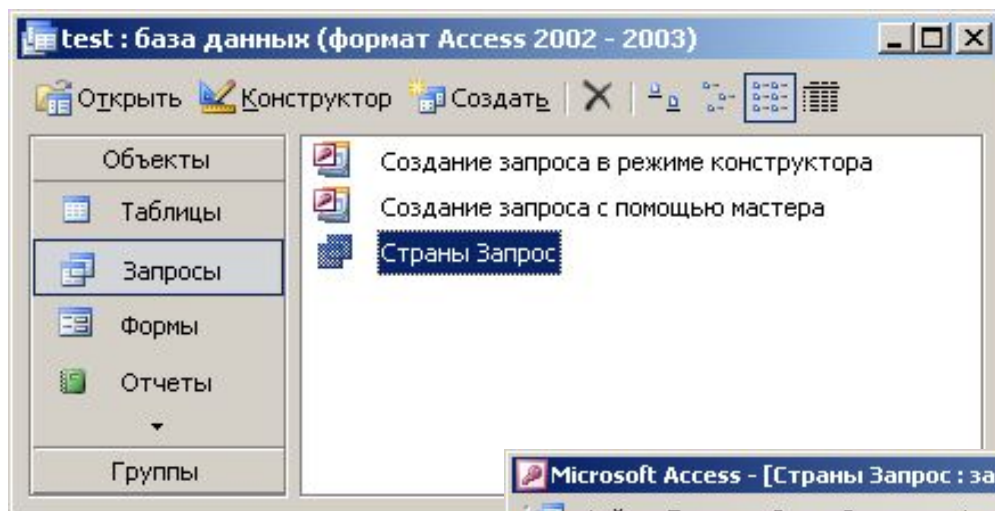 test : база данных (формат Access 2002 - 2003)
Открыть Конструктор Создать
Объекты
Таблицы
Запросы
Формы
Отчеты
Группы
Создание запроса в режиме конструктора
Создание запроса с помощью мастера
Страны Запрос
Microsoft Access - [Страны Запрос : за